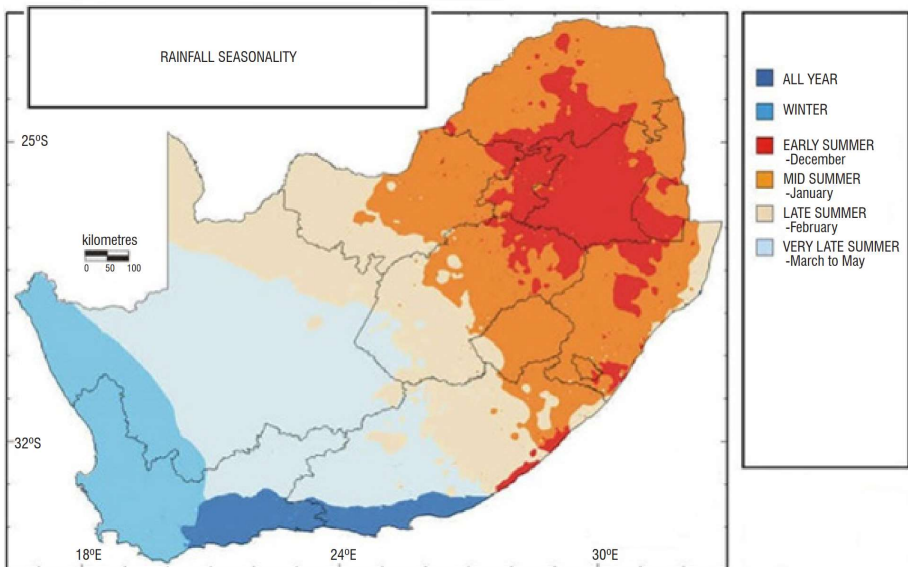 RAINFALL SEASONALITY
ALL YEAR
WINTER
EARLY SUMMER
-December
MID SUMMER
-January
LATE SUMMER
-February
VERY LATE SUMMER
-March to May
25ºS
kilometres
0 50 100
32ºS
18ºE
24ºE
30ºE